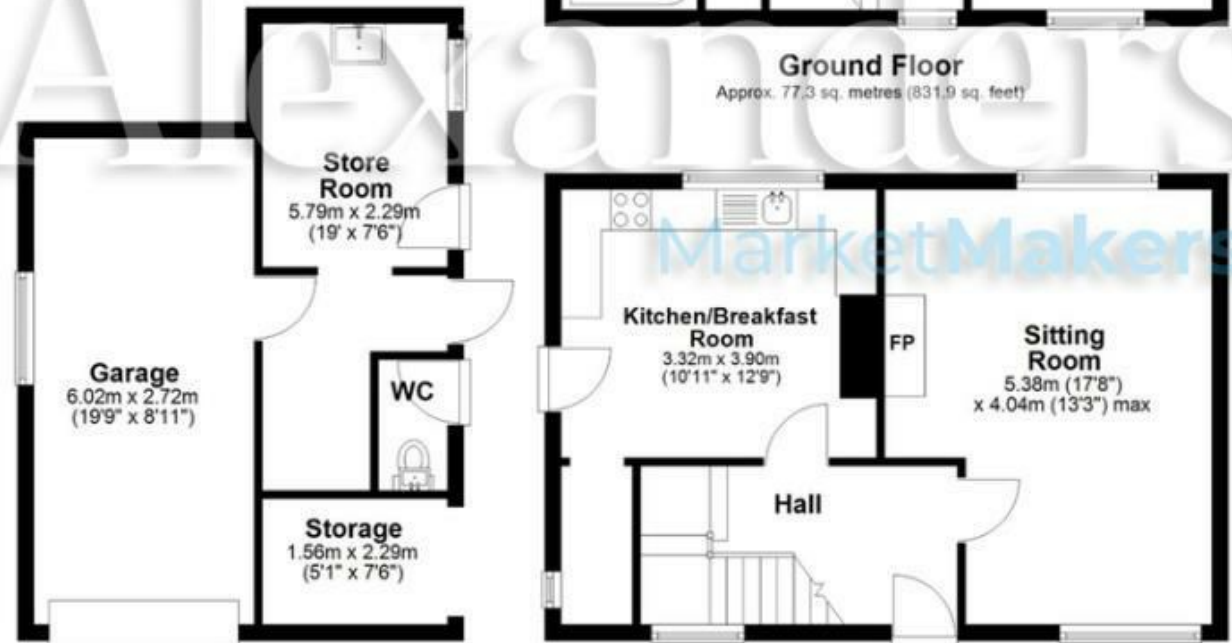 Alexanders
Ground Floor
Approx. 77.3 sq. metres (831.9 sq. feet)
MarketMakers
Store
Room
5.79m x 2.29m
(19' x 7'6")
Garage
6.02m x 2.72m
(19'9" x 8'11")
WC
Storage
1.56m x 2.29m
(5'1" x 7'6")
Kitchen/Breakfast
Room
3.32m x 3.90m
(10'11" x 12'9")
FP
Sitting
Room
5.38m (17'8")
x 4.04m (13'3") max
Hall